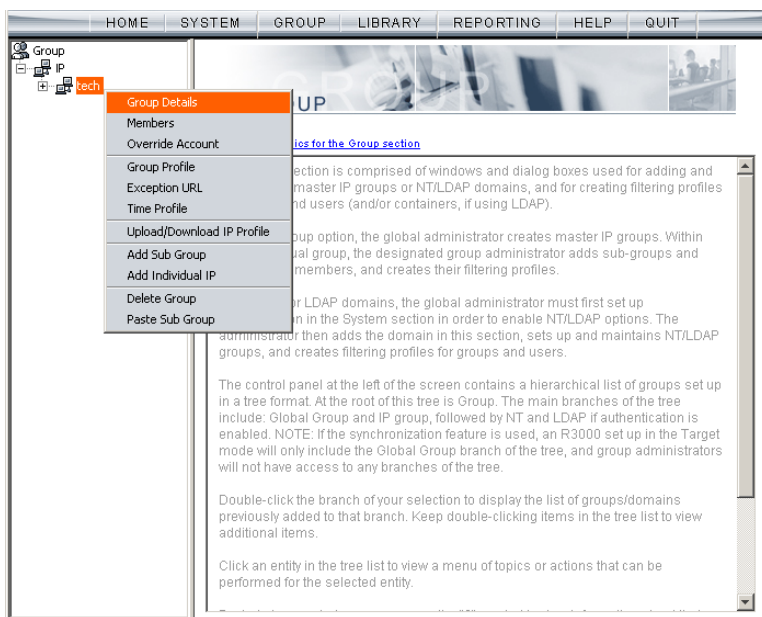 HOME SYSTEM GROUP LIBRARY REPORTING HELP QUIT
Group
IP
tech
Group Details
Members
Override Account
Group Profile
Exception URL
Time Profile
Upload/Download IP Profile
Add Sub Group
Add Individual IP
Delete Group
Paste Sub Group
UP
ics for the Group section
ection is comprised of windows and dialog boxes used for adding and
master IP groups or NT/LDAP domains, and for creating filtering profiles
nd users (and/or containers, if using LDAP).
oup option, the global administrator creates master IP groups. Within
ual group, the designated group administrator adds sub-groups and
members, and creates their filtering profiles.
or LDAP domains, the global administrator must first set up
on in the System section in order to enable NT/LDAP options. The
administrator then adds the domain in this section, sets up and maintains NT/LDAP
groups, and creates filtering profiles for groups and users.
The control panel at the left of the screen contains a hierarchical list of groups set up
in a tree format. At the root of this tree is Group. The main branches of the tree
include: Global Group and IP group, followed by NT and LDAP if authentication is
enabled. NOTE: If the synchronization feature is used, an R3000 set up in the Target
mode will only include the Global Group branch of the tree, and group administrators
will not have access to any branches of the tree.
Double-click the branch of your selection to display the list of groups/domains
previously added to that branch. Keep double-clicking items in the tree list to view
additional items.
Click an entity in the tree list to view a menu of topics or actions that can be
performed for the selected entity.